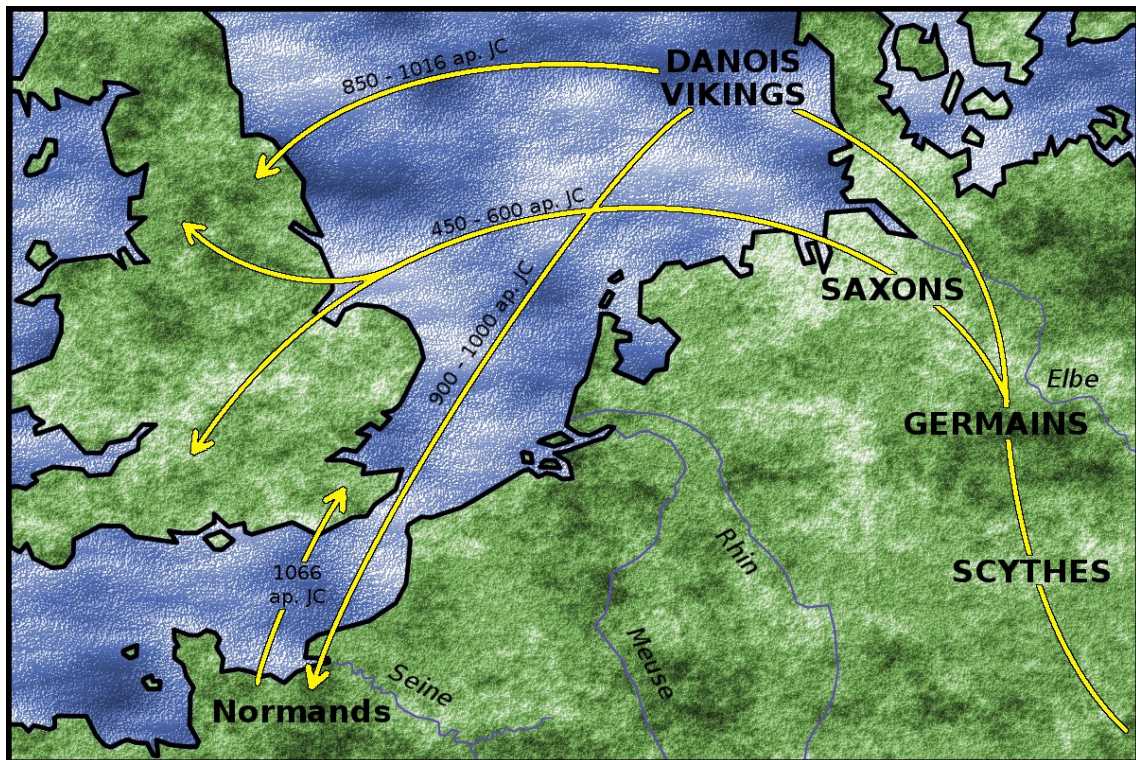 DANOIS
VIKINGS
850 - 1016 ap. JC
450 - 600 ap. JC
900 - 1000 ap. JC
SAXONS
Elbe
GERMAINS
Rhin
SCYTHES
1066
ap. JC
Meuse
Seine
Normands